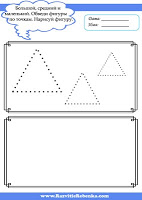 Большой, средний и
маленький. Обведи фигуры
по точкам. Нарисуй фигуру.
Дата:
Имя:
www.RazvitieRebenka.com